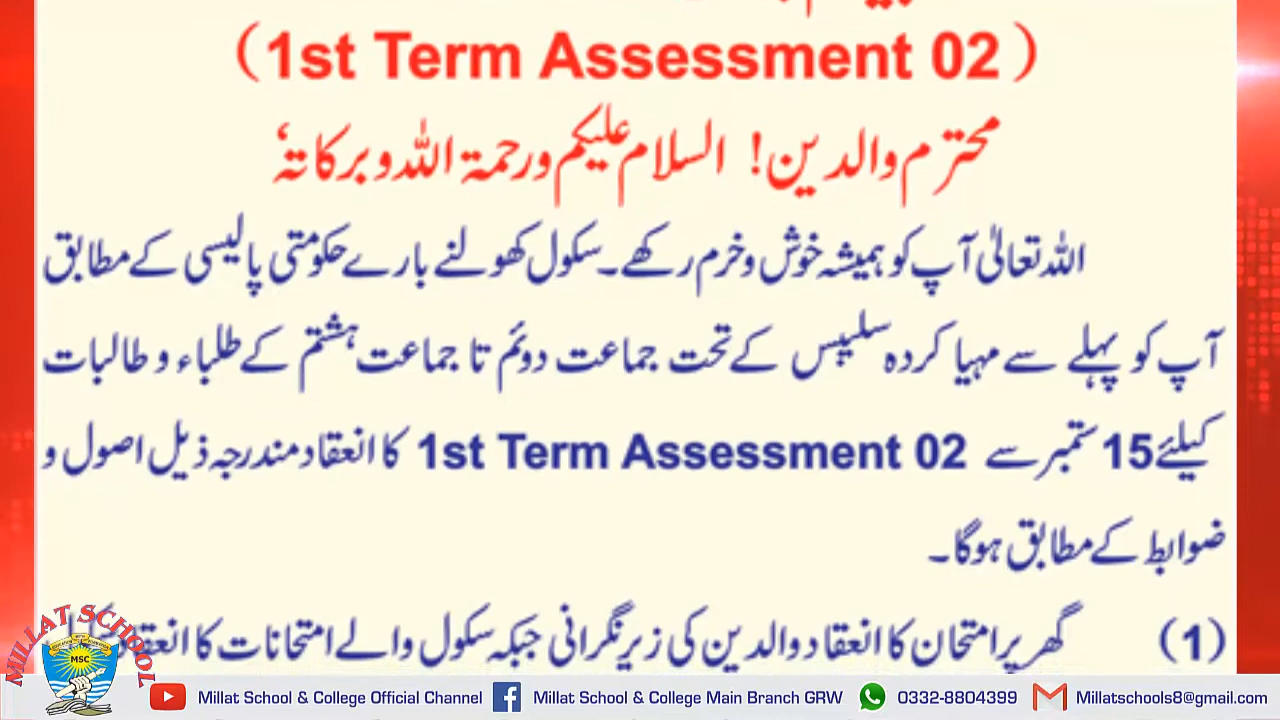 (1st Term Assessment 02)
محترم والدین! السلام علیکم ورحمۃ اللہ وبرکاتہٗ
اللہ تعالیٰ آپ کو ہمیشہ خوش و خرم رکھے۔ سکول کھولنے بارے حکومتی پالیسی کے مطابق
آپ کو پہلے سے مہیا کردہ سلیبس کے تحت جماعت دوئم تا جماعت ہشتم کے طلباء و طالبات
کیلئے 15 ستمبر سے 1st Term Assessment 02 کا انعقاد مندرجہ ذیل اصول و
ضوابط کے مطابق ہوگا۔
(1) گھر پر امتحان کا انعقاد والدین کی زیر نگرانی جبکہ سکول والے امتحانات کا
MILLAT SCHOOL
MSC
Millat School & College Official Channel
Millat School & College Main Branch GRW
0332-8804399
Millatschools8@gmail.com